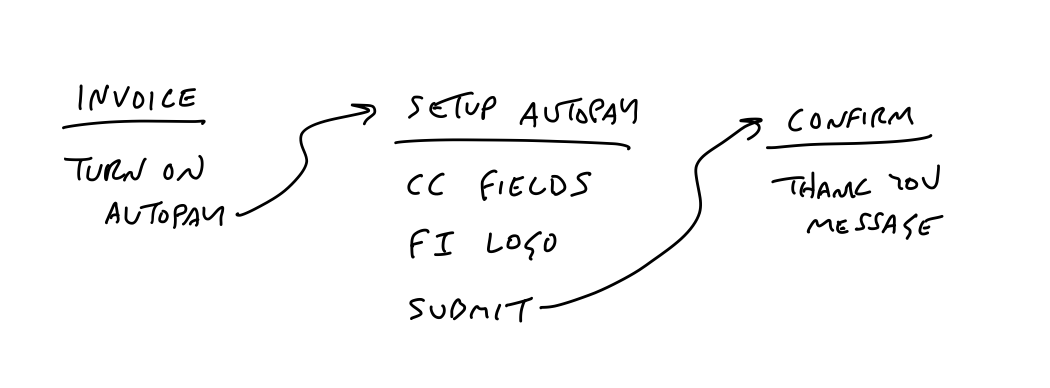 INVOICE
TURN ON
AUTOPAY
SETUP AUTOPAY
CC FIELDS
FI LOGO
SUBMIT
CONFIRM
THANK YOU
MESSAGE